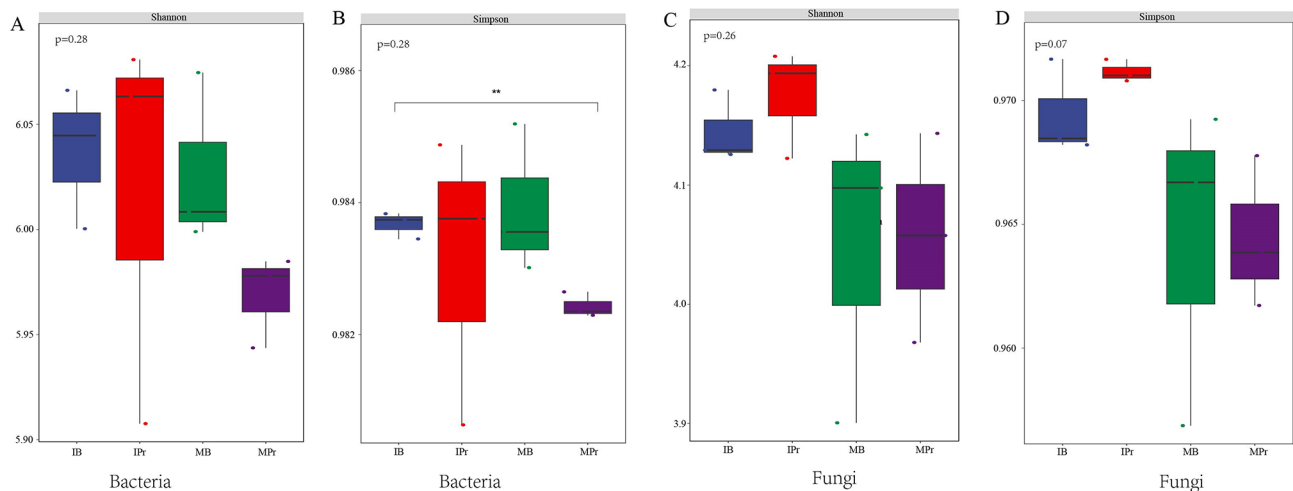 A
Shannon
p=0.28
6.05
6.00
5.95
5.90
IB IPr MB MPr
Bacteria
B
Simpson
p=0.28
**
0.986
0.984
0.982
IB IPr MB MPr
Bacteria
C
Shannon
p=0.26
4.2
4.1
4.0
3.9
IB IPr MB MPr
Fungi
D
Simpson
p=0.07
0.970
0.965
0.960
IB IPr MB MPr
Fungi